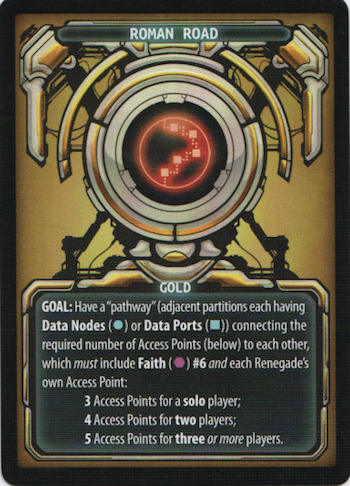 ROMAN ROAD
GOLD
GOAL: Have a “pathway” (adjacent partitions each having
Data Nodes (●) or Data Ports (■)) connecting the
required number of Access Points (below) to each other,
which must include Faith (⬣) #6 and each Renegade's
own Access Point:
3 Access Points for a solo player;
4 Access Points for two players;
5 Access Points for three or more players.